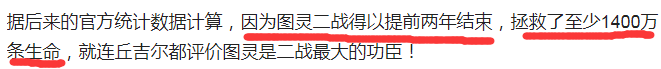 据后来的官方统计数据计算，因为图灵二战得以提前两年结束，拯救了至少1400万
条生命，就连丘吉尔都评价图灵是二战最大的功臣！